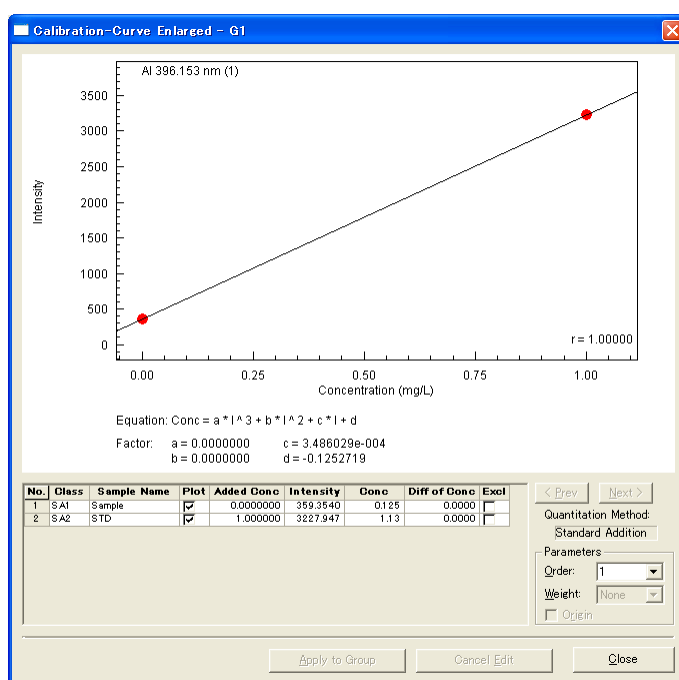 Calibration-Curve Enlarged - G1
Al 396.153 nm (1)
3500
3000
2500
2000
1500
1000
500
0
Intensity
r = 1.00000
0.00 0.25 0.50 0.75 1.00
Concentration (mg/L)
Equation: Conc = a * I ^ 3 + b * I ^ 2 + c * I + d
Factor: a = 0.0000000 c = 3.486029e-004
b = 0.0000000 d = -0.1252719
No. Class Sample Name Plot Added Conc Intensity Conc Diff of Conc Excl
1 SA1 Sample 0.0000000 359.3540 0.125 0.0000
2 SA2 STD 1.000000 3227.947 1.13 0.0000
< Prev Next >
Quantitation Method:
Standard Addition
Parameters
Order: 1
Weight: None
Origin
Apply to Group Cancel Edit Close